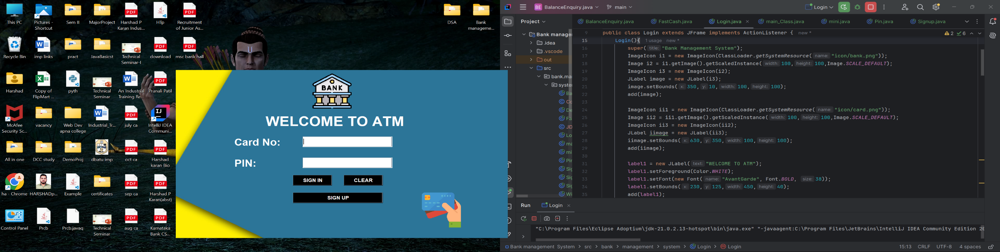 This PC
Pictures -
Shortcut
Sem II
MajorProject
Harshad P
Karan Indus...
HTp
Recruitment
of Junior As...
DSA
Bank
manageme...
Recycle Bin
imp links
pract
JavaBasicst
Technical
Seminar-I
download
msc bank hall
Harshad
Copy of
FlipMart ...
pyth
Technical
Seminar
An Industrial
Training Re...
Pranali Patil
McAfee
Security Sc...
vacancy
Web Dev
apna college
Industrial_Tr...
july ca
IntelliJ IDEA
Communi...
All in one
DCC study
DemoProj
dbatu imp
oct ca
Harshad
karan Bio
ha - Chrome
HARSHADp...
Example
certificates
sep ca
Harshad P
Karan(abst)
Control Panel
Prcb
Prcb.javaq
Technical
Seminar
aug ca
Karnataka
Bank CS...
BANK
WELCOME TO ATM
Card No:
PIN:
SIGN IN
CLEAR
SIGN UP
BE BalanceEnquiry.java
main
Login
Project
BalanceEnquiry.java
FastCash.java
Login.java
main_Class.java
mini.java
Pin.java
Signup.java
Bank manage
.idea
.vscode
out
src
bank.ma
syste
Ba
Co
De
Fa
JD
Lo
ma
mi
Pir
Sig
Sig
Sig
Wi
2 6
9 public class Login extends JFrame implements ActionListener { new *
15 Login(){ 1 usage new *
16 super( title: "Bank Management System");
17 ImageIcon i1 = new ImageIcon(ClassLoader.getSystemResource( name: "icon/bank.png"));
18 Image i2 = i1.getImage().getScaledInstance( width: 100, height: 100,Image.SCALE_DEFAULT);
19 ImageIcon i3 = new ImageIcon(i2);
20 JLabel image = new JLabel(i3);
21 image.setBounds( x: 350, y: 10, width: 100, height: 100);
22 add(image);
23
24 ImageIcon ii1 = new ImageIcon(ClassLoader.getSystemResource( name: "icon/card.png"));
25 Image ii2 = ii1.getImage().getScaledInstance( width: 100, height: 100,Image.SCALE_DEFAULT);
26 ImageIcon ii3 = new ImageIcon(ii2);
27 JLabel iimage = new JLabel(ii3);
28 iimage.setBounds( x: 630, y: 350, width: 100, height: 100);
29 add(iimage);
30
31 label1 = new JLabel( text: "WELCOME TO ATM");
32 label1.setForeground(Color.WHITE);
33 label1.setFont(new Font( name: "AvantGarde", Font.BOLD, size: 38));
34 label1.setBounds( x: 230, y: 125, width: 450, height: 40);
35 add(label1);
Run Login
"C:\Program Files\Eclipse Adoptium\jdk-21.0.2.13-hotspot\bin\java.exe" "-javaagent:C:\Program Files\JetBrains\IntelliJ IDEA Community Edition 20
Bank management System > src > bank > management > system > Login > Login
15:13 CRLF UTF-8 4 spaces